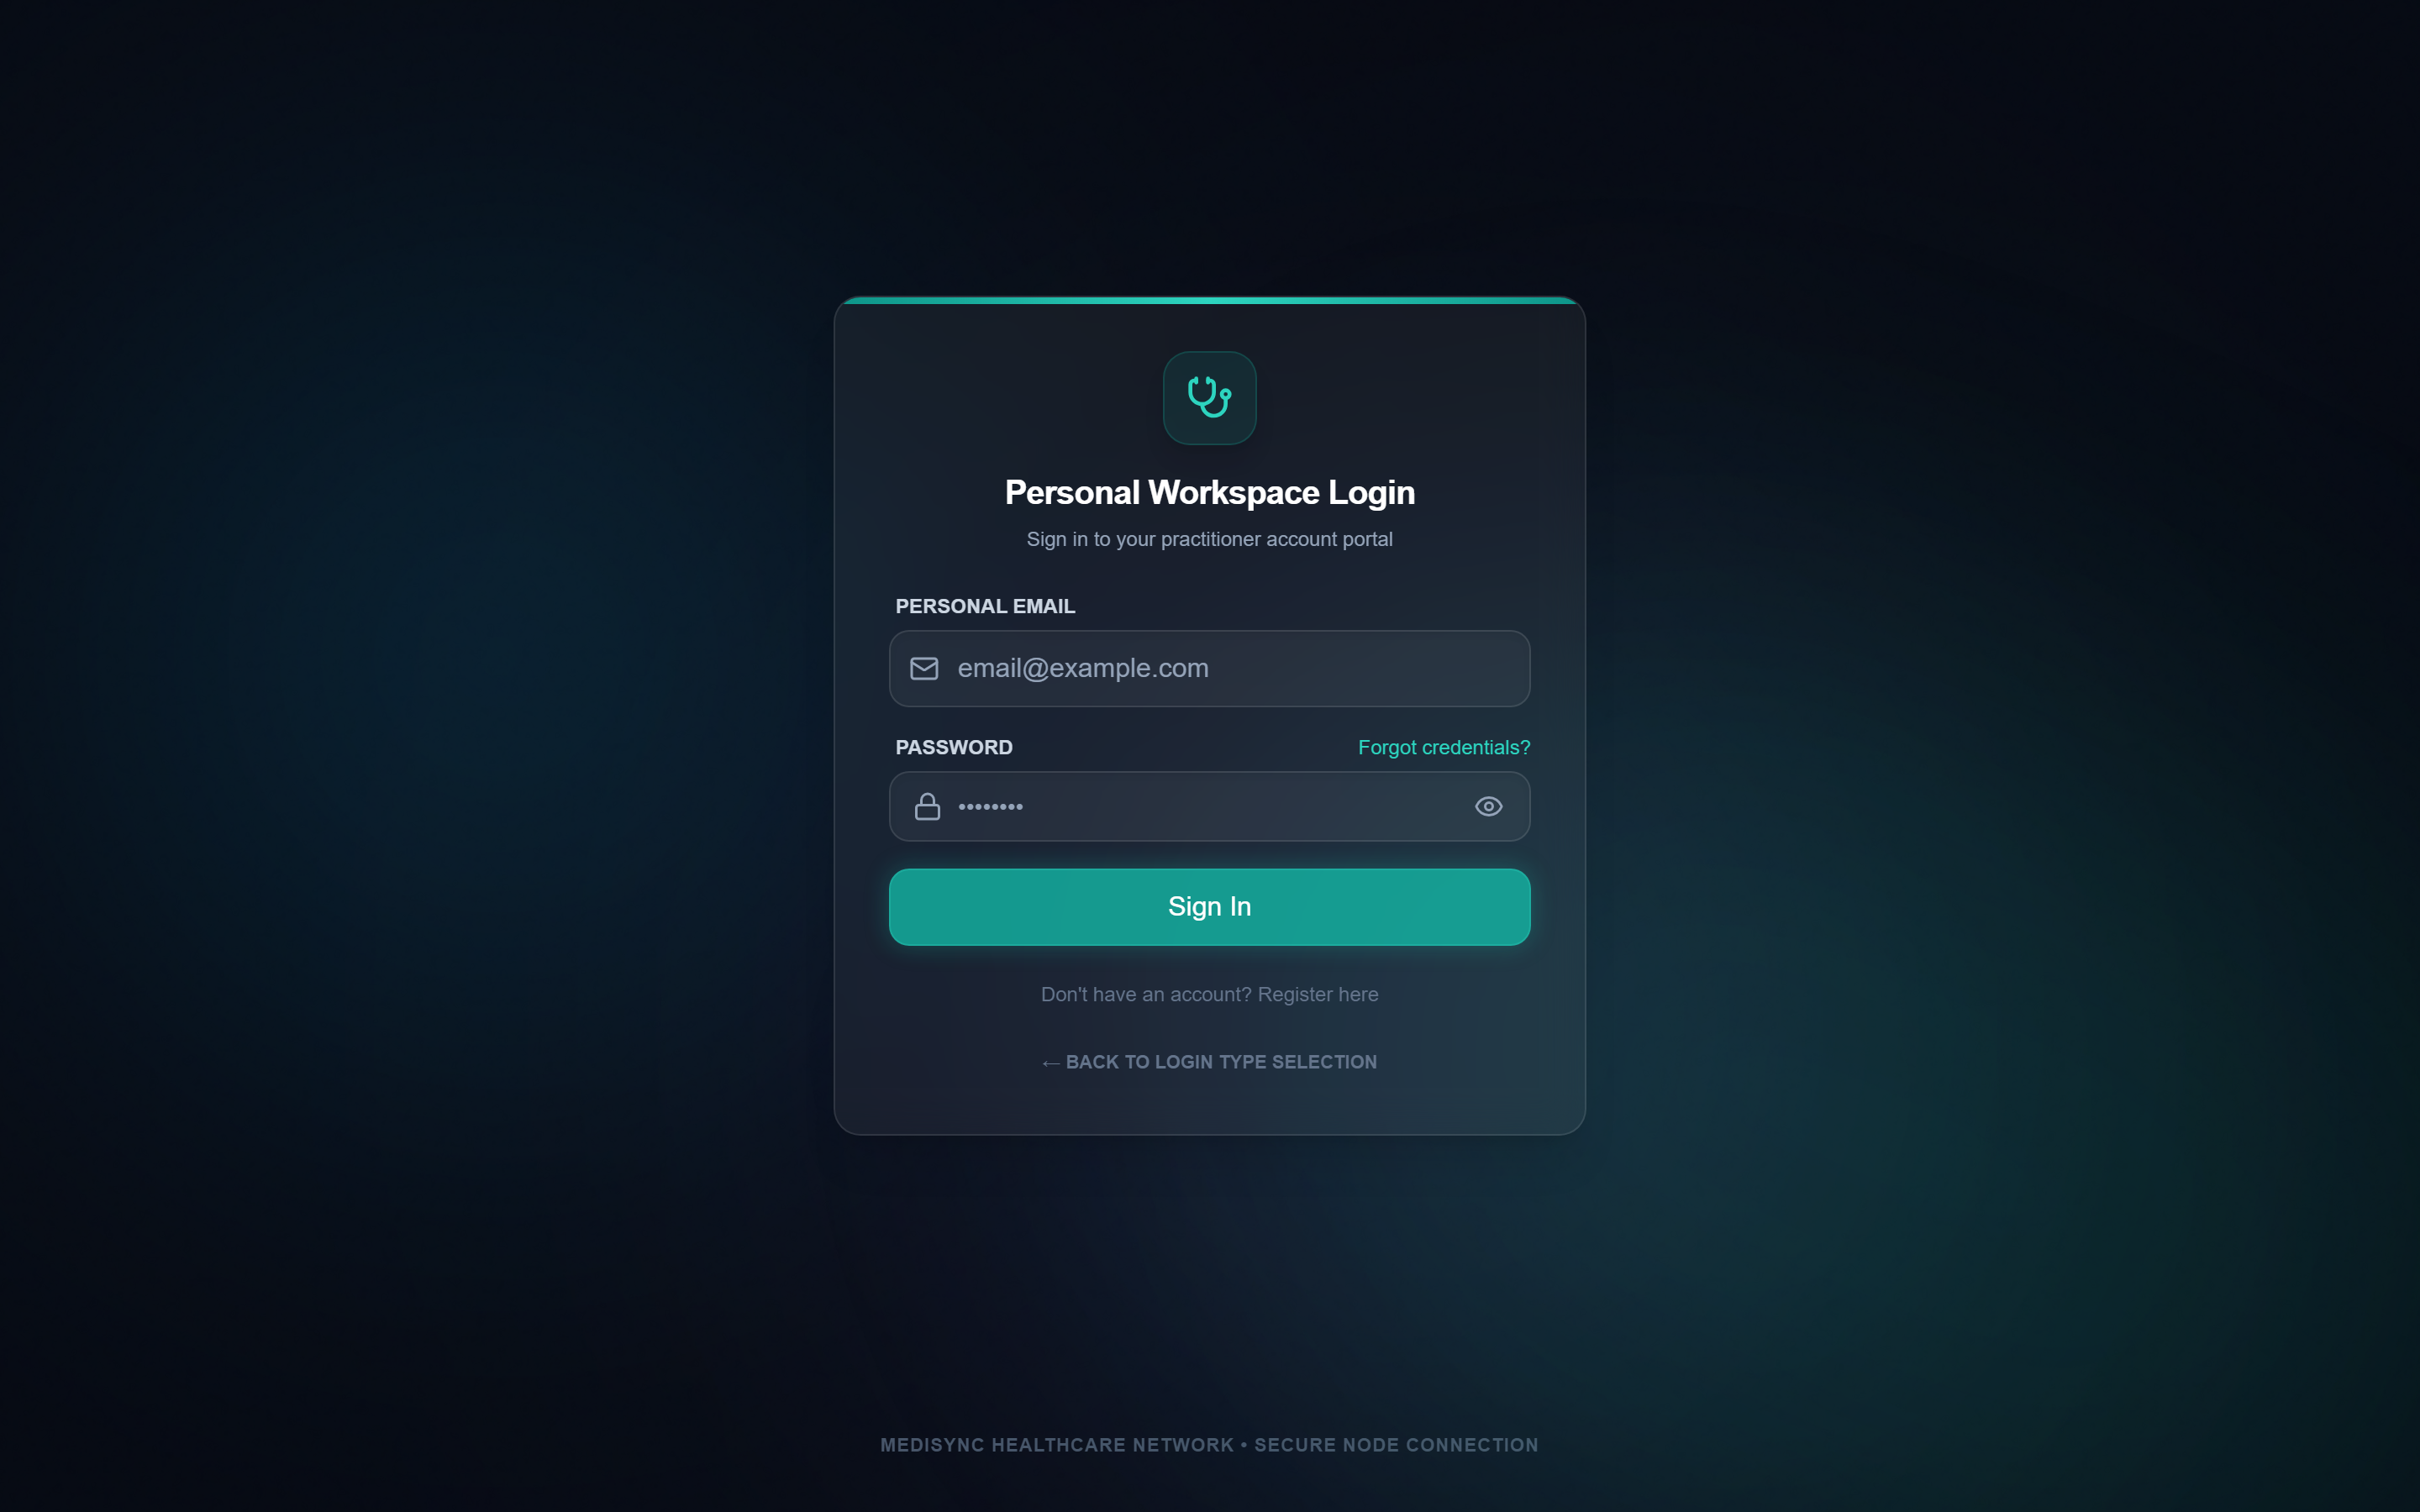 Personal Workspace Login
Sign in to your practitioner account portal
PERSONAL EMAIL
email@example.com
PASSWORD Forgot credentials?
••••••••
Sign In
Don't have an account? Register here
← BACK TO LOGIN TYPE SELECTION
MEDISYNC HEALTHCARE NETWORK • SECURE NODE CONNECTION